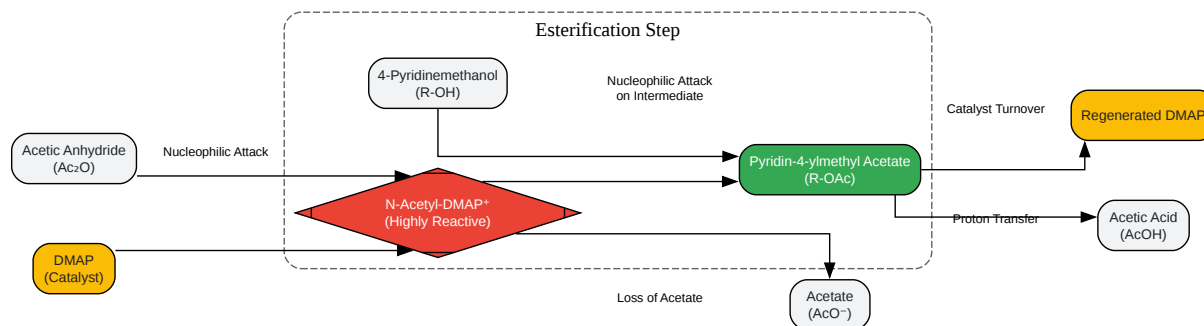 Esterification Step
4-Pyridinemethanol
(R-OH)
Nucleophilic Attack
on Intermediate
Catalyst Turnover
Regenerated DMAP
Acetic Anhydride
(Ac₂O)
Nucleophilic Attack
Pyridin-4-ylmethyl Acetate
(R-OAc)
N-Acetyl-DMAP⁺
(Highly Reactive)
Proton Transfer
Acetic Acid
(AcOH)
DMAP
(Catalyst)
Loss of Acetate
Acetate
(AcO⁻)